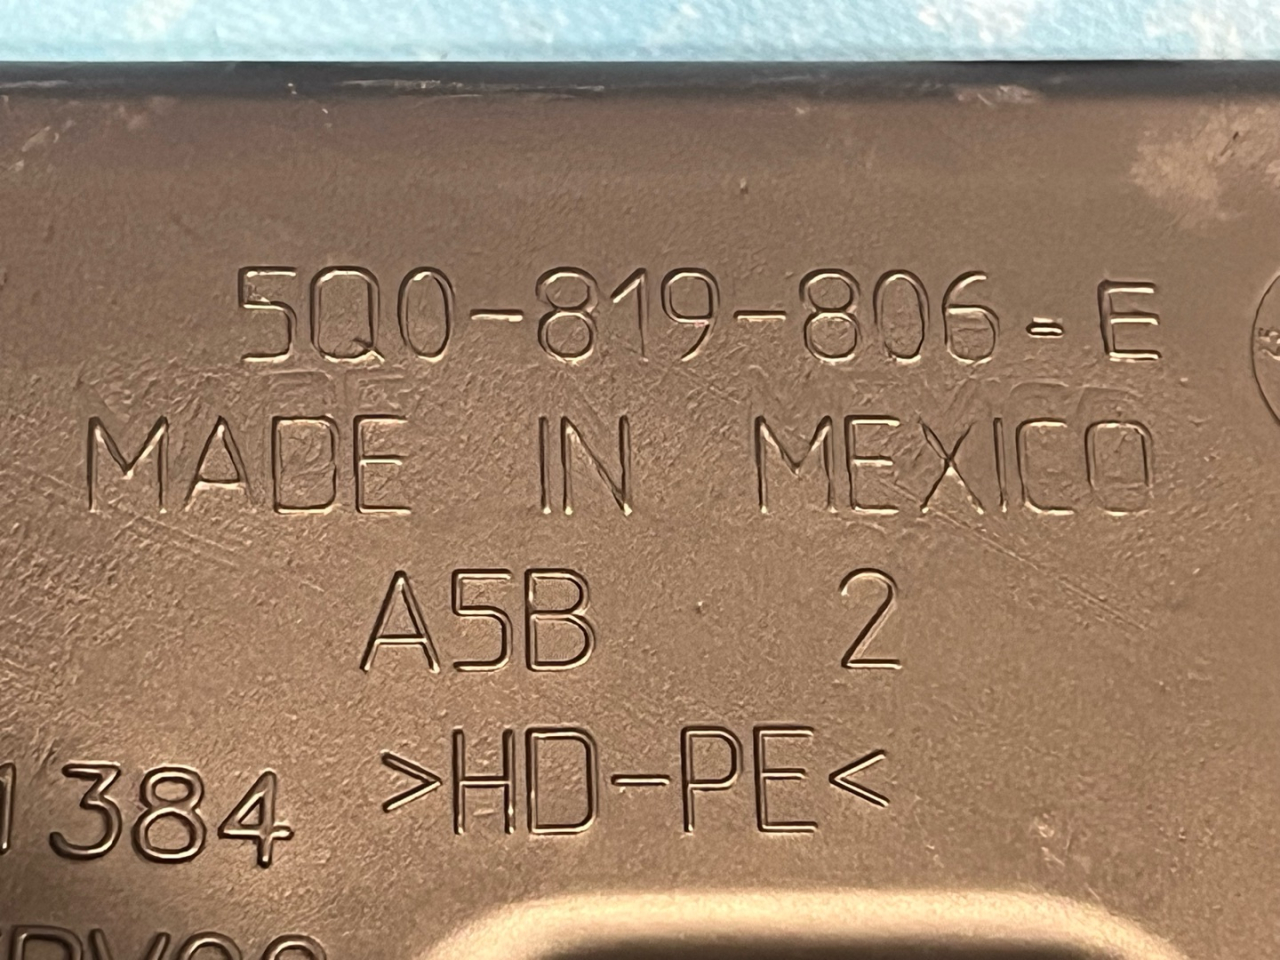 5Q0-819-806-E
MADE IN MEXICO
A5B 2
>HD-PE<
1384